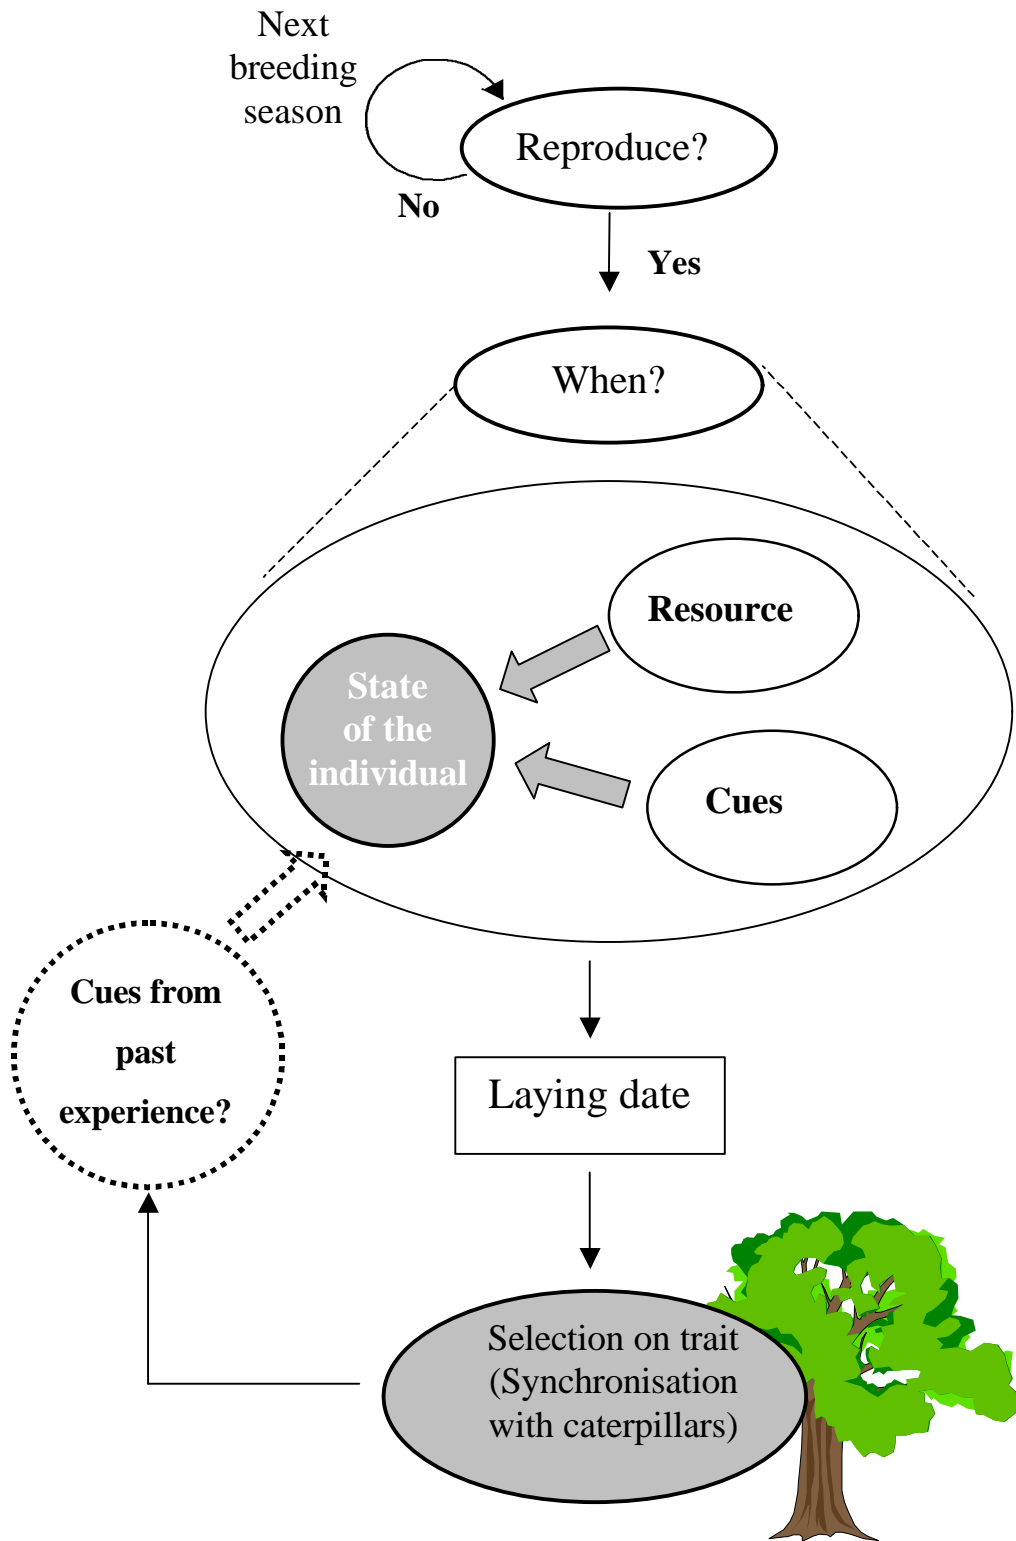 Next
breeding
season
Reproduce?
No
Yes
When?
Resource
State
of the
individual
Cues
Cues from
past
experience?
Laying date
Selection on trait
(Synchronisation
with caterpillars)